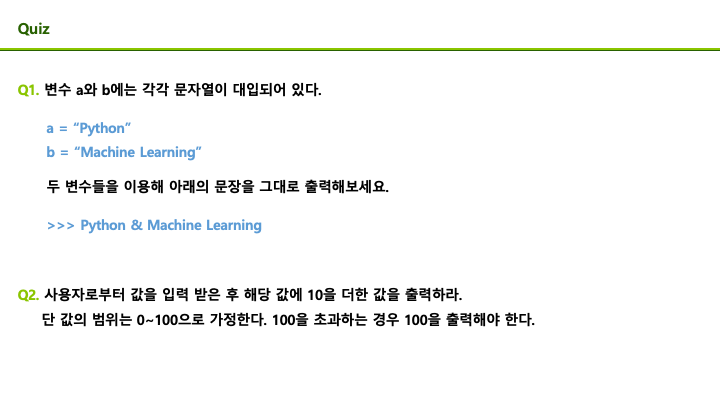 Quiz
Q1. 변수 a와 b에는 각각 문자열이 대입되어 있다.
a = “Python”
b = “Machine Learning”
두 변수들을 이용해 아래의 문장을 그대로 출력해보세요.
>>> Python & Machine Learning
Q2. 사용자로부터 값을 입력 받은 후 해당 값에 10을 더한 값을 출력하라.
단 값의 범위는 0~100으로 가정한다. 100을 초과하는 경우 100을 출력해야 한다.